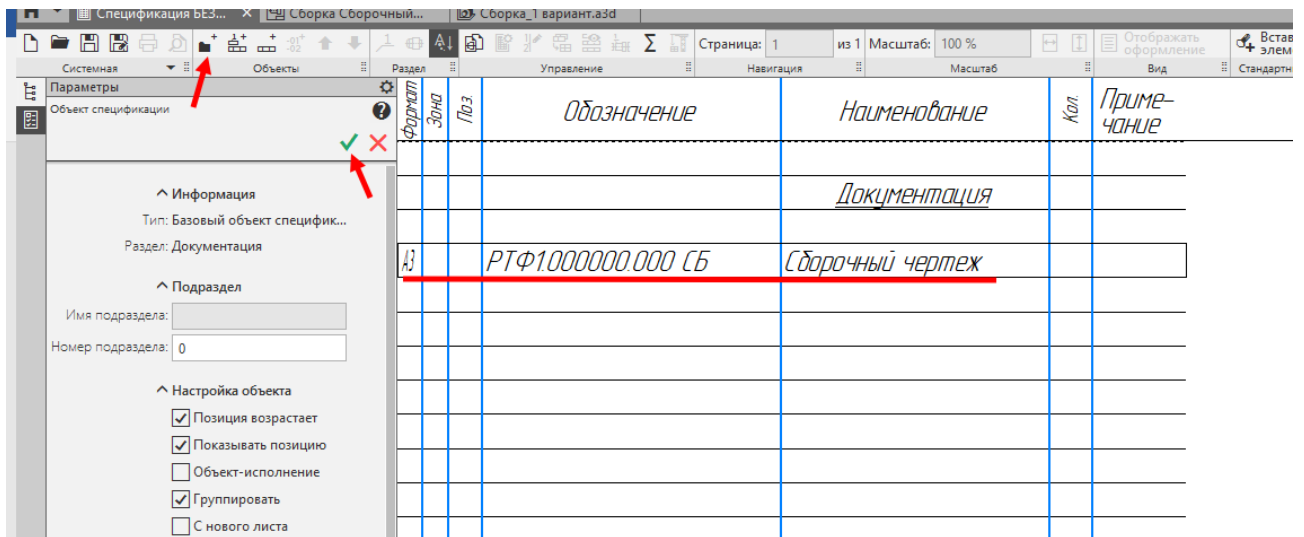 Спецификация БЕЗ... Сборка Сборочный... Сборка_1 вариант.a3d
Страница: 1 из 1 Масштаб: 100 % Отображать оформление Встав элеме
Системная Объекты Раздел Управление Навигация Масштаб Вид Стандартн
Параметры
Объект спецификации
Информация
Тип: Базовый объект специфик...
Раздел: Документация
Подраздел
Имя подраздела:
Номер подраздела: 0
Настройка объекта
Позиция возрастает
Показывать позицию
Объект-исполнение
Группировать
С нового листа
Формат Зона Поз. Обозначение Наименование Кол. Приме-
чание
Документация
А3 РТФ1.000000.000 СБ Сборочный чертеж